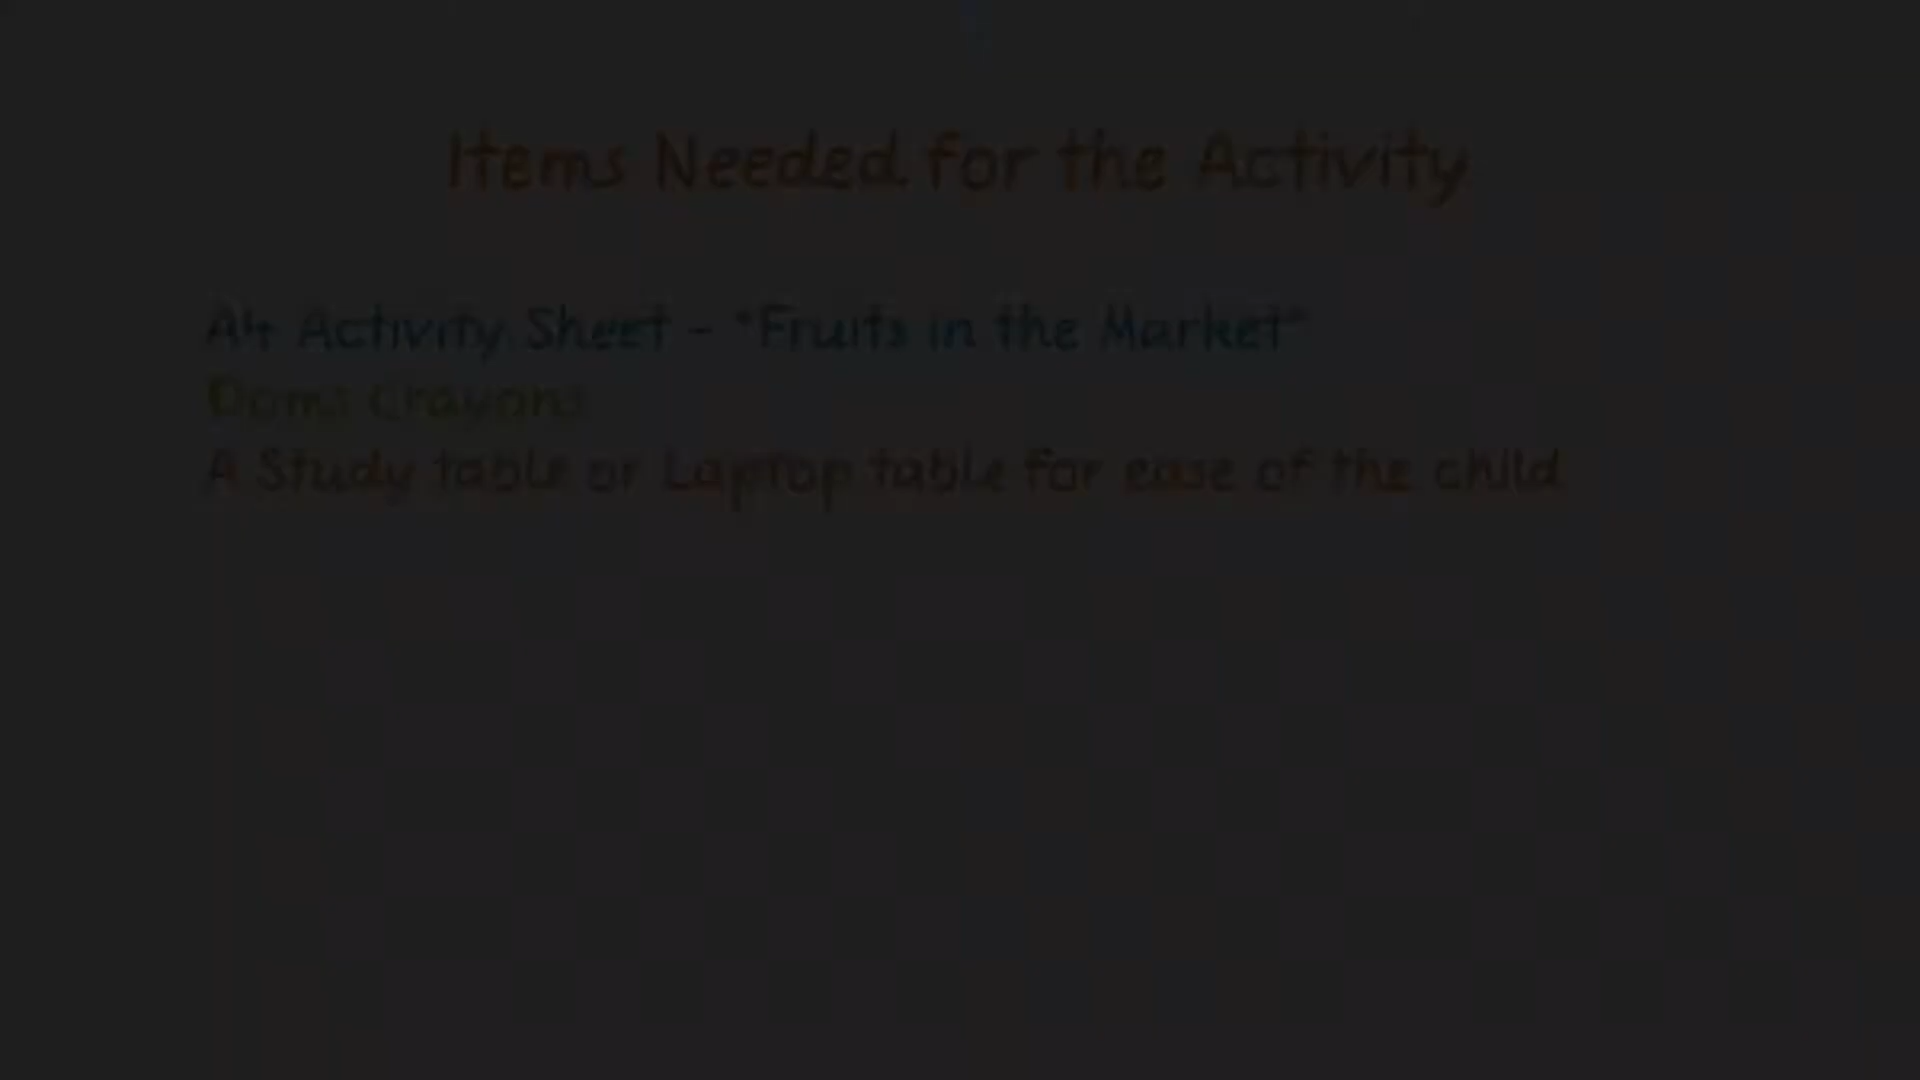 Items Needed for the Activity
A4 Activity Sheet - "Fruits in the Market"
Doms Crayons
A Study table or Laptop table for ease of the child